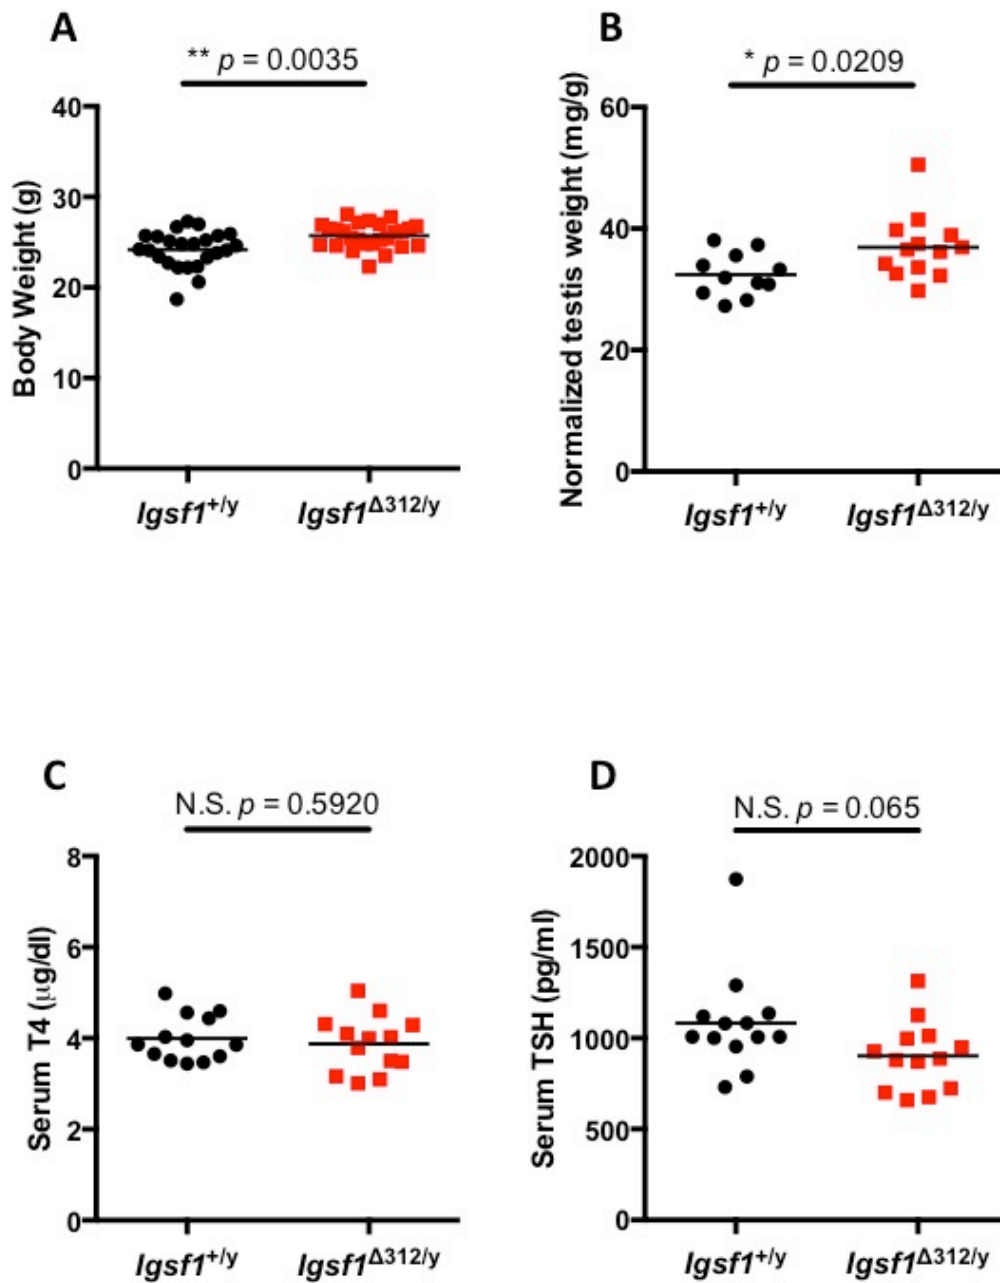 A
** p = 0.0035
Body Weight (g)
40
30
20
10
0
Igsf1+/y
Igsf1Δ312/y
B
* p = 0.0209
Normalized testis weight (mg/g)
60
40
20
0
Igsf1+/y
Igsf1Δ312/y
C
N.S. p = 0.5920
Serum T4 (μg/dl)
8
6
4
2
0
Igsf1+/y
Igsf1Δ312/y
D
N.S. p = 0.065
Serum TSH (pg/ml)
2000
1500
1000
500
0
Igsf1+/y
Igsf1Δ312/y